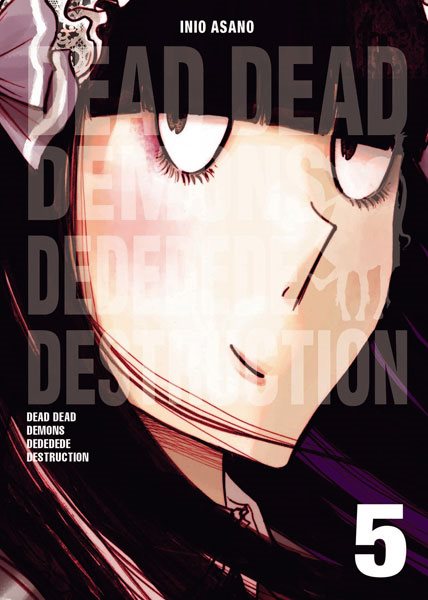 INIO ASANO
DEAD DEAD
DEMONS
DEDEDEDE
DESTRUCTION
DEAD DEAD
DEMONS
DEDEDEDE
DESTRUCTION
5